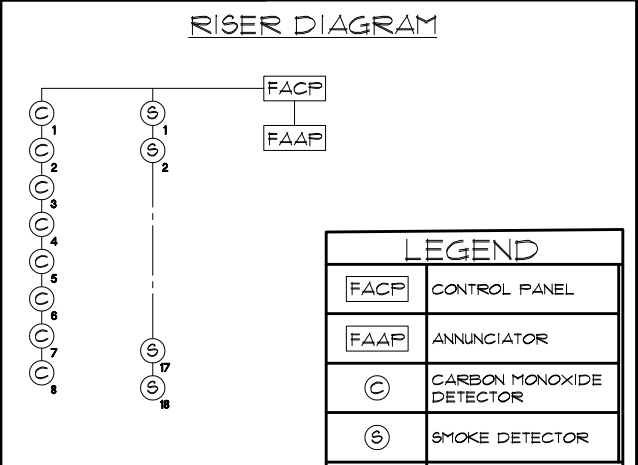 RISER DIAGRAM
FACP
C 1
S 1
FAAP
C 2
S 2
C 3
C 4
C 5
C 6
C 7
S 17
C 8
S 18
LEGEND
FACP CONTROL PANEL
FAAP ANNUNCIATOR
C CARBON MONOXIDE
DETECTOR
S SMOKE DETECTOR